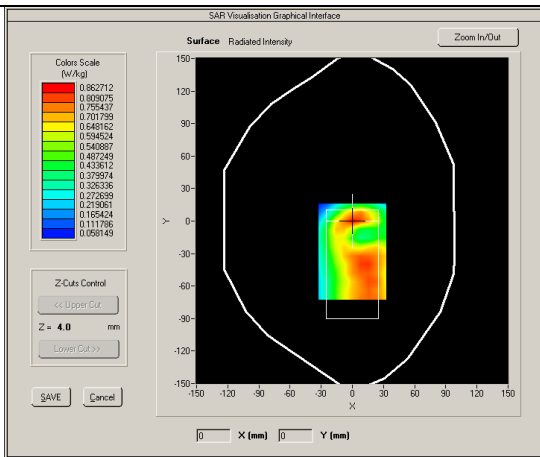 SAR Visualisation Graphical Interface
Surface Radiated Intensity
Zoom In/Out
Colors Scale
(W/kg)
0.862712
0.809075
0.755437
0.701799
0.648162
0.594524
0.540887
0.487249
0.433612
0.379974
0.326336
0.272699
0.219061
0.165424
0.111786
0.058149
Z-Cuts Control
<< Upper Cut
Z = 4.0 mm
Lower Cut >>
SAVE Cancel
150
120
90
60
30
0
-30
-60
-90
-120
-150
Y
-150 -120 -90 -60 -30 0 30 60 90 120 150
X
0 X (mm) 0 Y (mm)